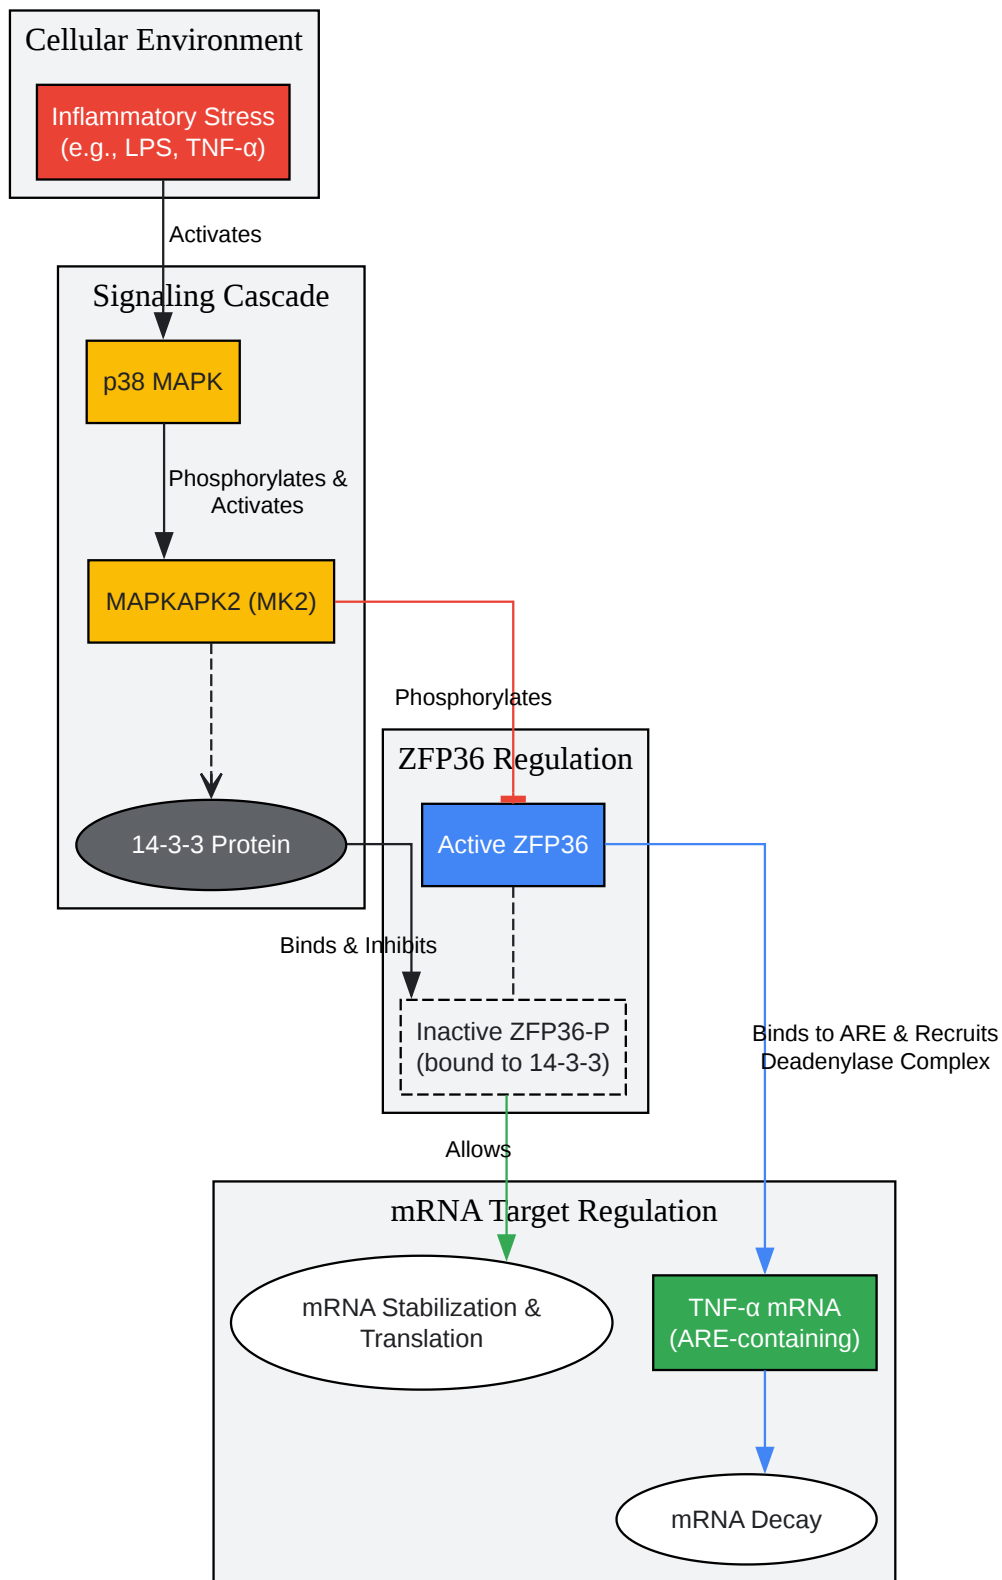 Cellular Environment
Inflammatory Stress
(e.g., LPS, TNF-α)
Activates
Signaling Cascade
p38 MAPK
Phosphorylates &
Activates
MAPKAPK2 (MK2)
Phosphorylates
ZFP36 Regulation
14-3-3 Protein
Active ZFP36
Binds & Inhibits
Inactive ZFP36-P
(bound to 14-3-3)
Binds to ARE & Recruits
Deadenylase Complex
Allows
mRNA Target Regulation
mRNA Stabilization &
Translation
TNF-α mRNA
(ARE-containing)
mRNA Decay